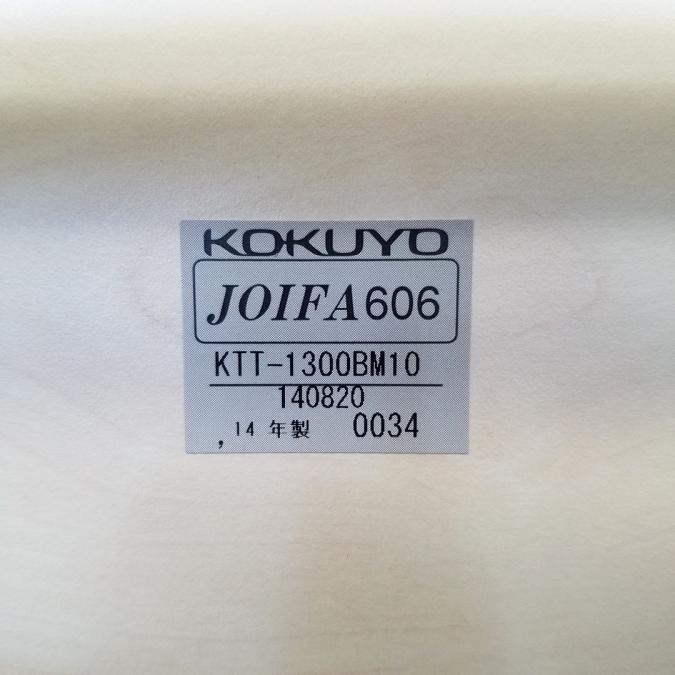 KOKUYO
JOIFA606
KTT-1300BM10
140820
,14 年製 0034